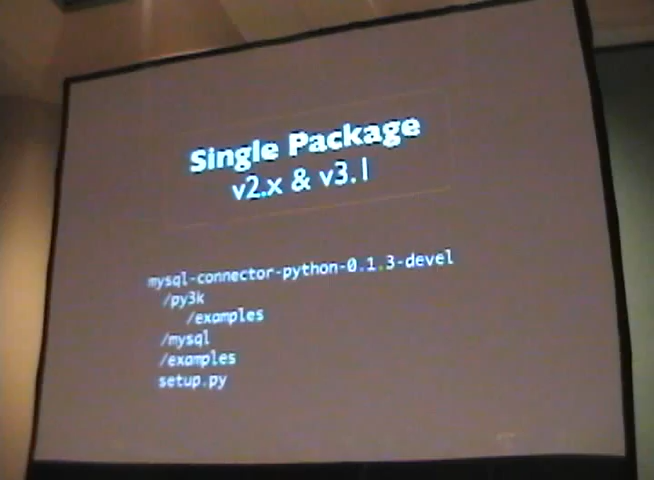 Single Package
v2.x & v3.1
mysql-connector-python-0.1.3-devel
/py3k
/examples
/mysql
/examples
setup.py